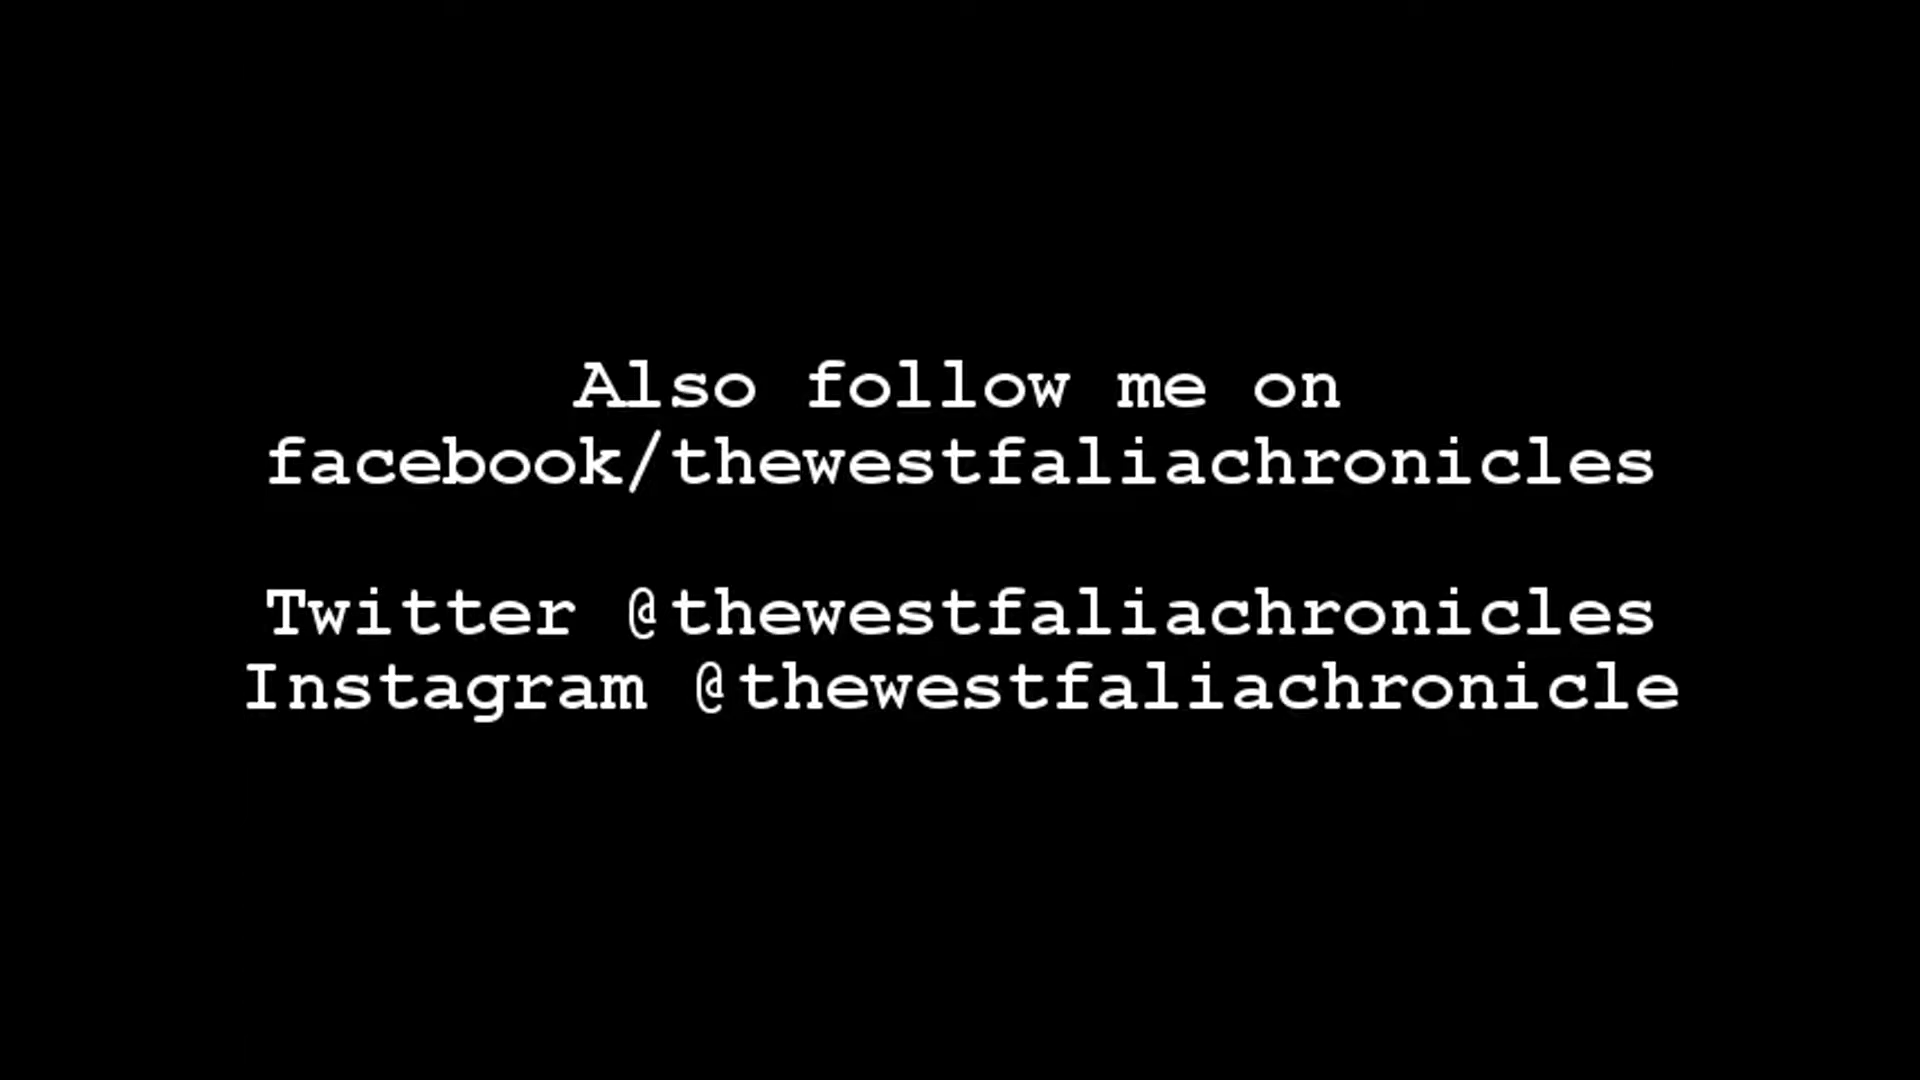 Also follow me on
facebook/thewestfaliachronicles
Twitter @thewestfaliachronicles
Instagram @thewestfaliachronicle